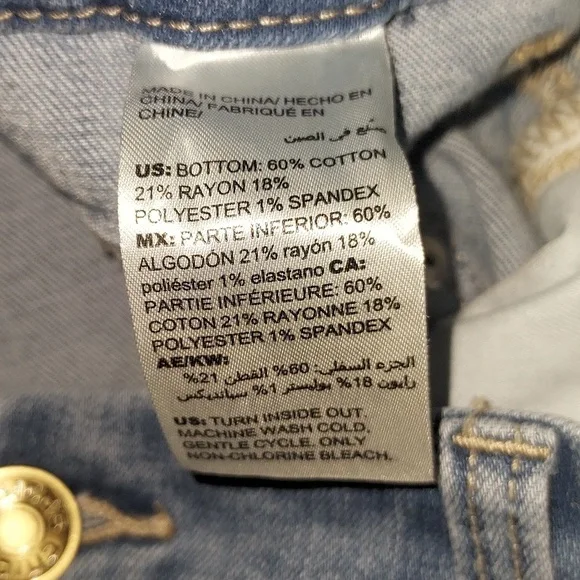 MADE IN CHINA/ HECHO EN
CHINA/ FABRIQUÉ EN
CHINE/
صنع في الصين
US: BOTTOM: 60% COTTON
21% RAYON 18%
POLYESTER 1% SPANDEX
MX: PARTE INFERIOR: 60%
ALGODÓN 21% rayón 18%
poliéster 1% elastano CA:
PARTIE INFÉRIEURE: 60%
COTON 21% RAYONNE 18%
POLYESTER 1% SPANDEX
AE/KW:
الجزء السفلي: 60% القطن 21%
رايون 18% بوليستر 1% سبانديكس
US: TURN INSIDE OUT.
MACHINE WASH COLD,
GENTLE CYCLE. ONLY
NON-CHLORINE BLEACH.